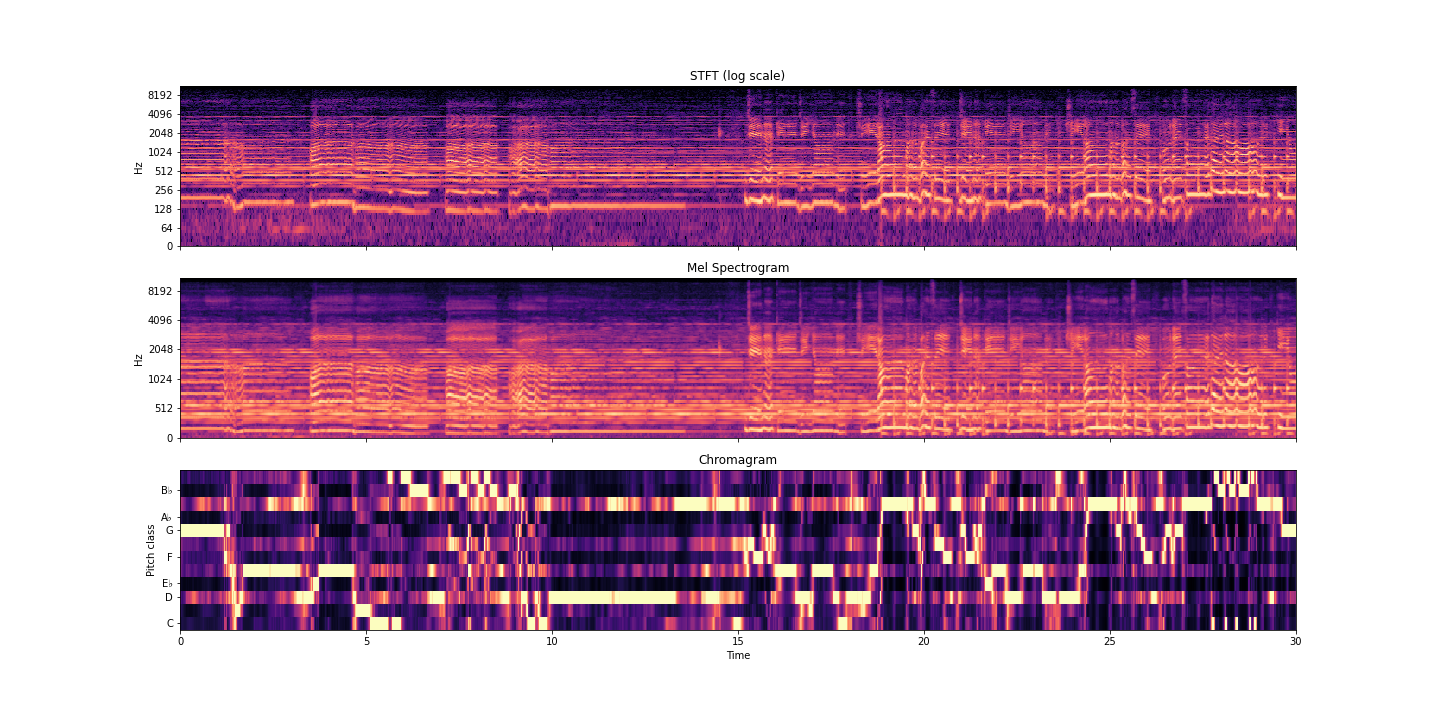 STFT (log scale)
8192
4096
2048
1024
512
256
128
64
0
Hz
Mel Spectrogram
8192
4096
2048
1024
512
0
Hz
Chromagram
B♭
A♭
G
F
E♭
D
C
Pitch class
0 5 10 15 20 25 30
Time